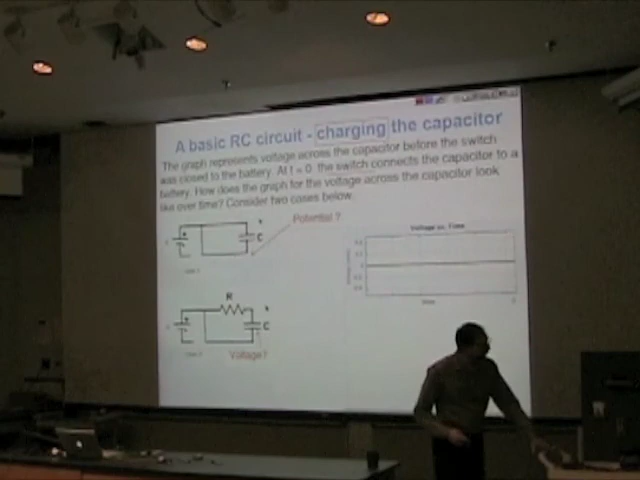 A basic RC circuit - charging the capacitor
The graph represents voltage across the capacitor before the switch
was closed to the battery. At t = 0 the switch connects the capacitor to a
battery. How does the graph for the voltage across the capacitor look
like over time? Consider two cases below.
Potential ?
C
Voltage vs. Time
R
C
Voltage?